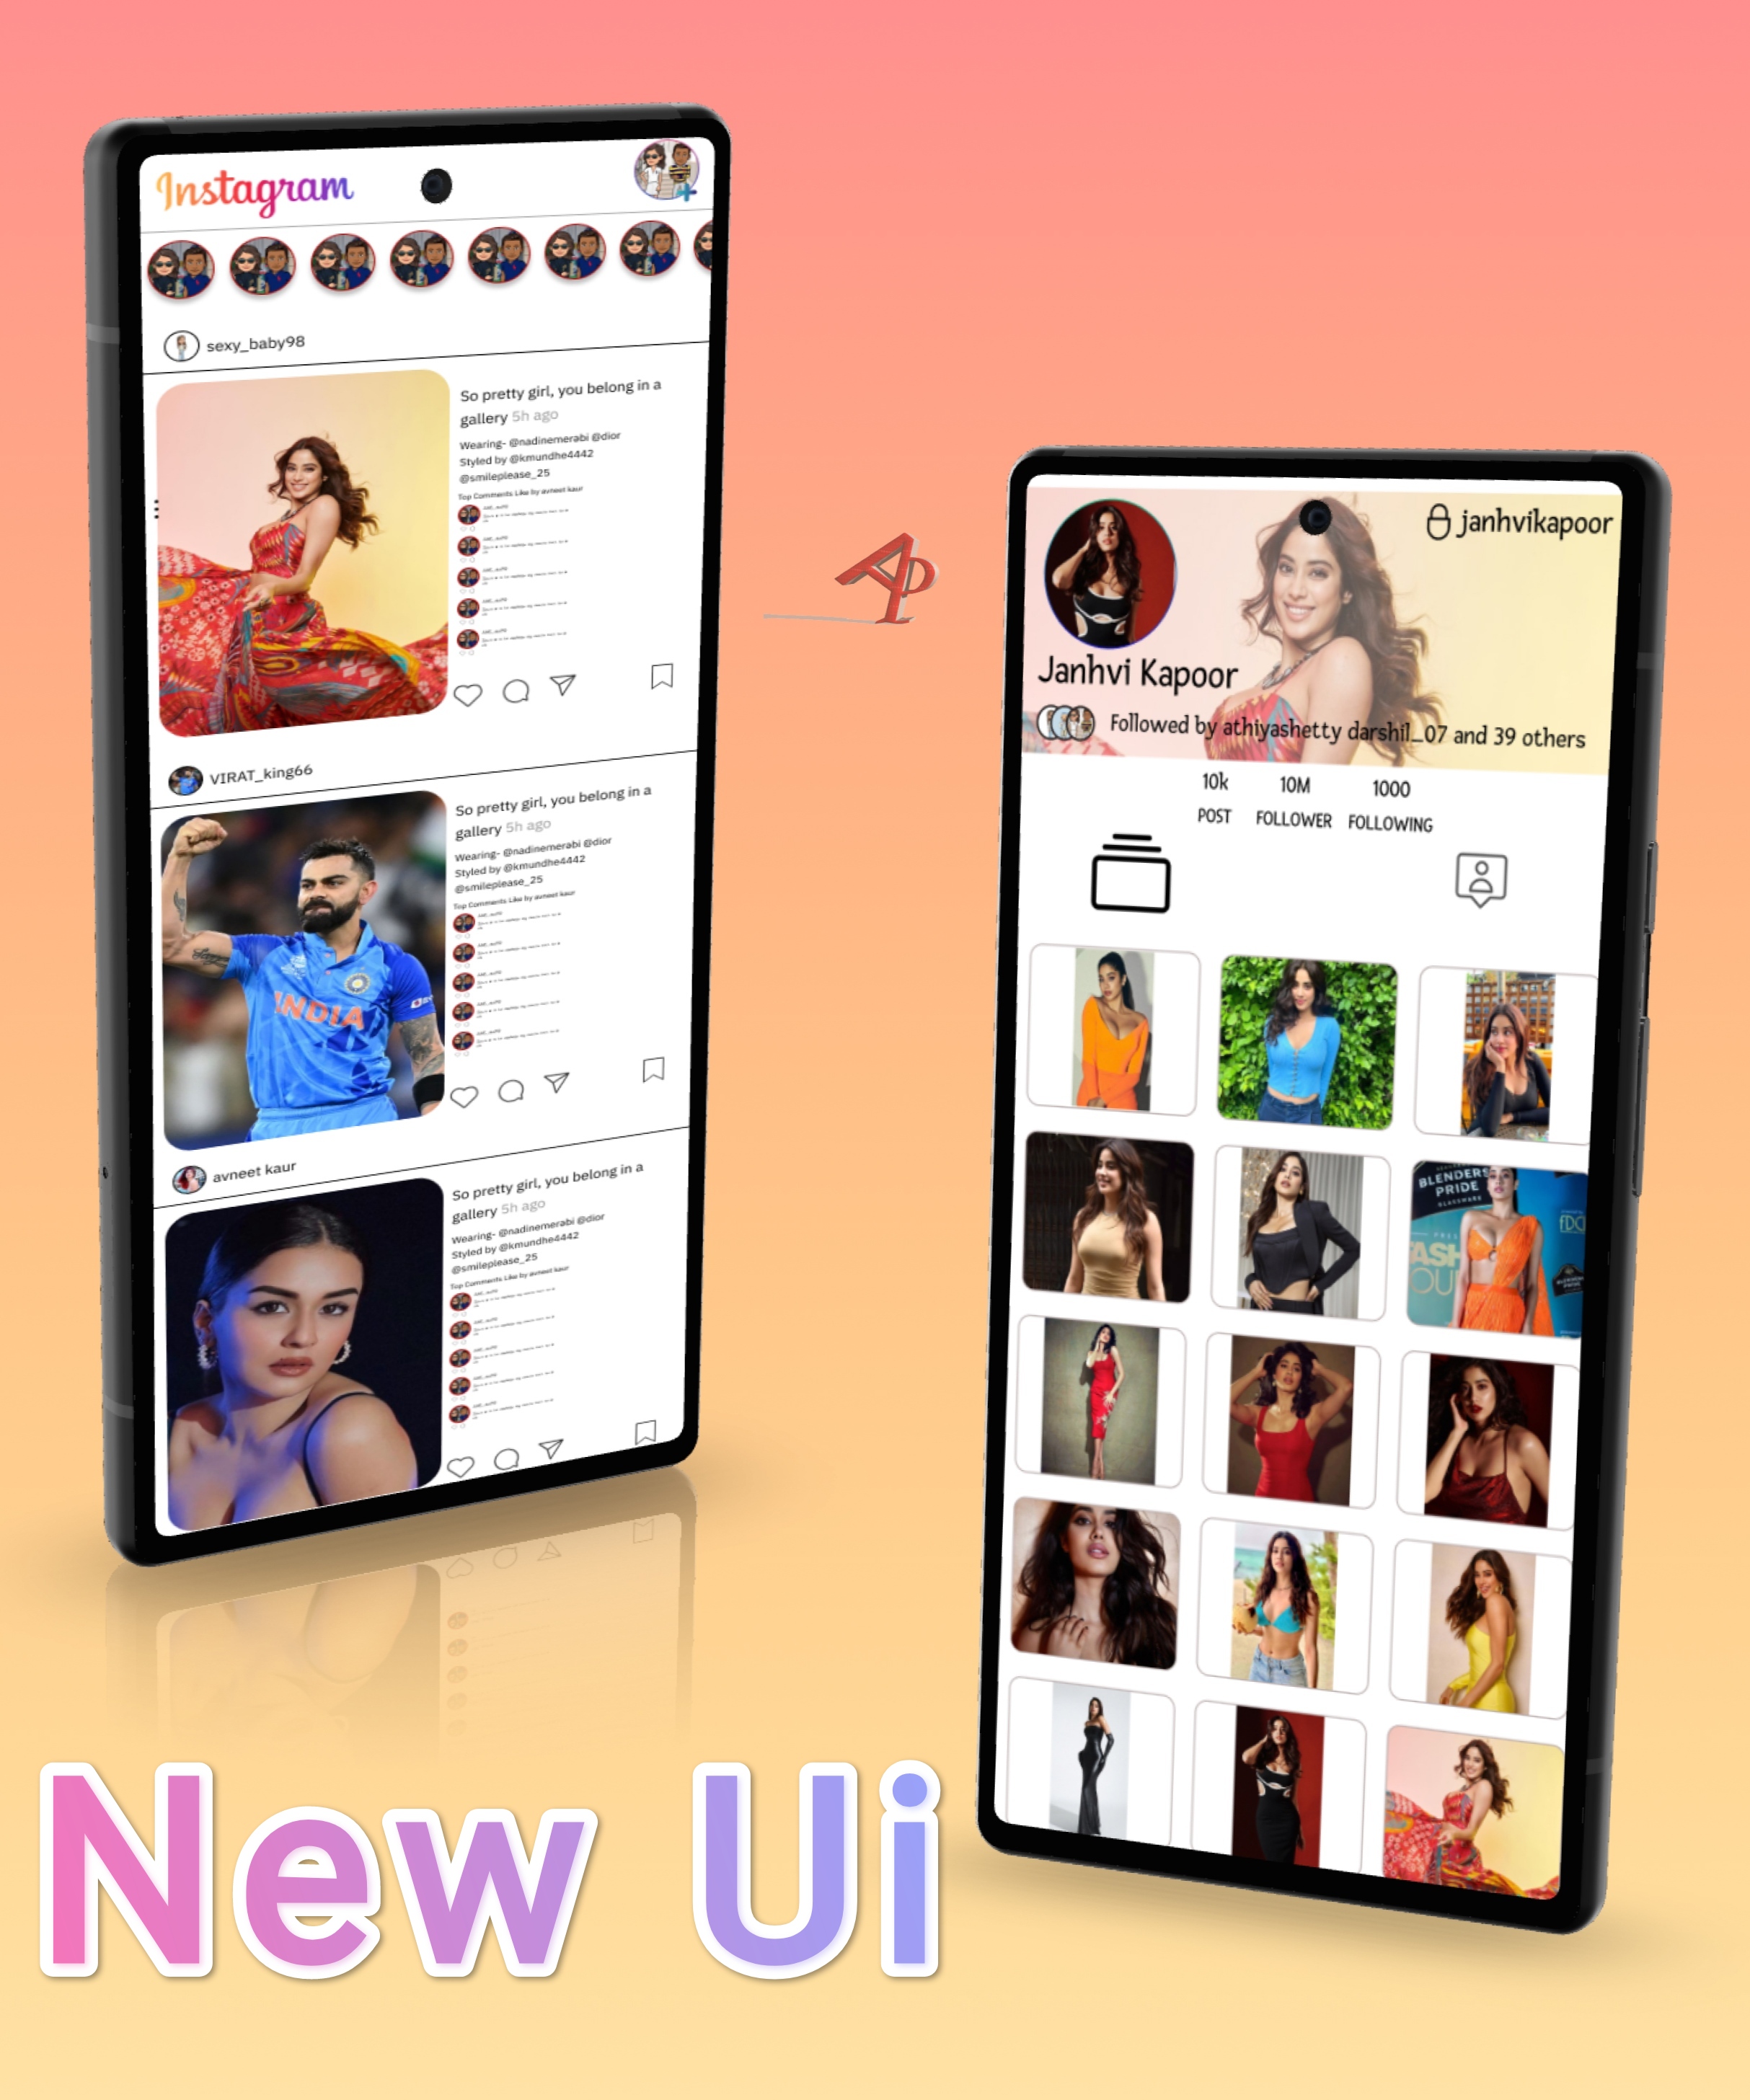 Instagram
sexy_baby98
So pretty girl, you belong in a
gallery 5h ago
Wearing- @nadinemerabi @dior
Styled by @kmundhe4442
@smileplease_25
Top Comments Like by avneet kaur
VIRAT_king66
INDIA
So pretty girl, you belong in a
gallery 5h ago
Wearing- @nadinemerabi @dior
Styled by @kmundhe4442
@smileplease_25
Top Comments Like by avneet kaur
avneet kaur
So pretty girl, you belong in a
gallery 5h ago
Wearing- @nadinemerabi @dior
Styled by @kmundhe4442
@smileplease_25
Top Comments Like by avneet kaur
AP
janhvikapoor
Janhvi Kapoor
Followed by athiyashetty darshil_07 and 39 others
10k 10M 1000
POST FOLLOWER FOLLOWING
BLENDERS
PRIDE
GLASSWARE
FDCI
New Ui